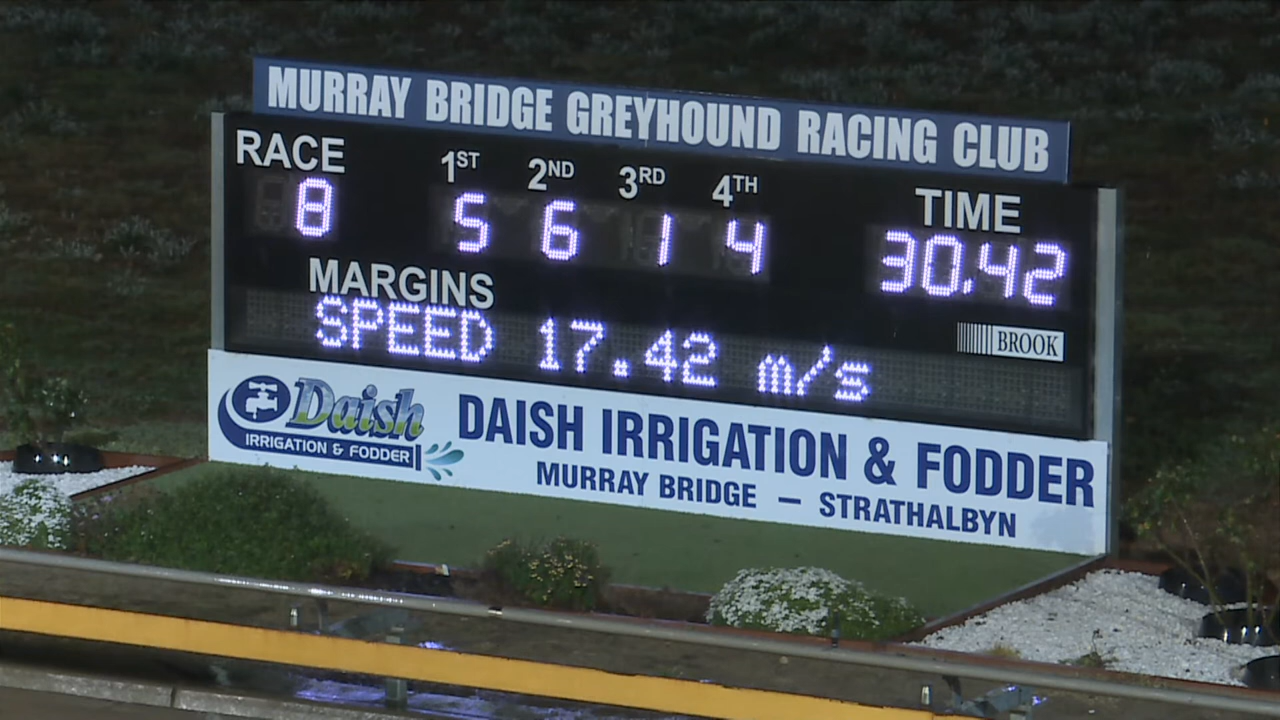 MURRAY BRIDGE GREYHOUND RACING CLUB
RACE 1ST 2ND 3RD 4TH TIME
8 5 6 1 4 30.42
MARGINS
SPEED 17.42 m/s
BROOK
Daish
IRRIGATION & FODDER
DAISH IRRIGATION & FODDER
MURRAY BRIDGE – STRATHALBYN